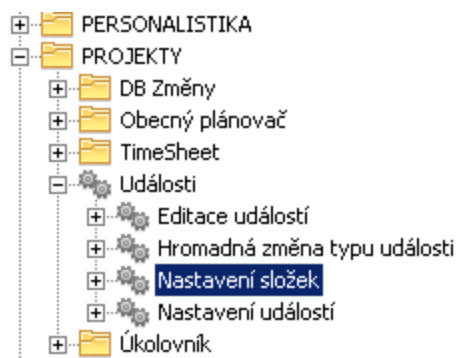 PERSONALISTIKA
PROJEKTY
DB Změny
Obecný plánovač
TimeSheet
Události
Editace událostí
Hromadná změna typu události
Nastavení složek
Nastavení událostí
Úkolovník